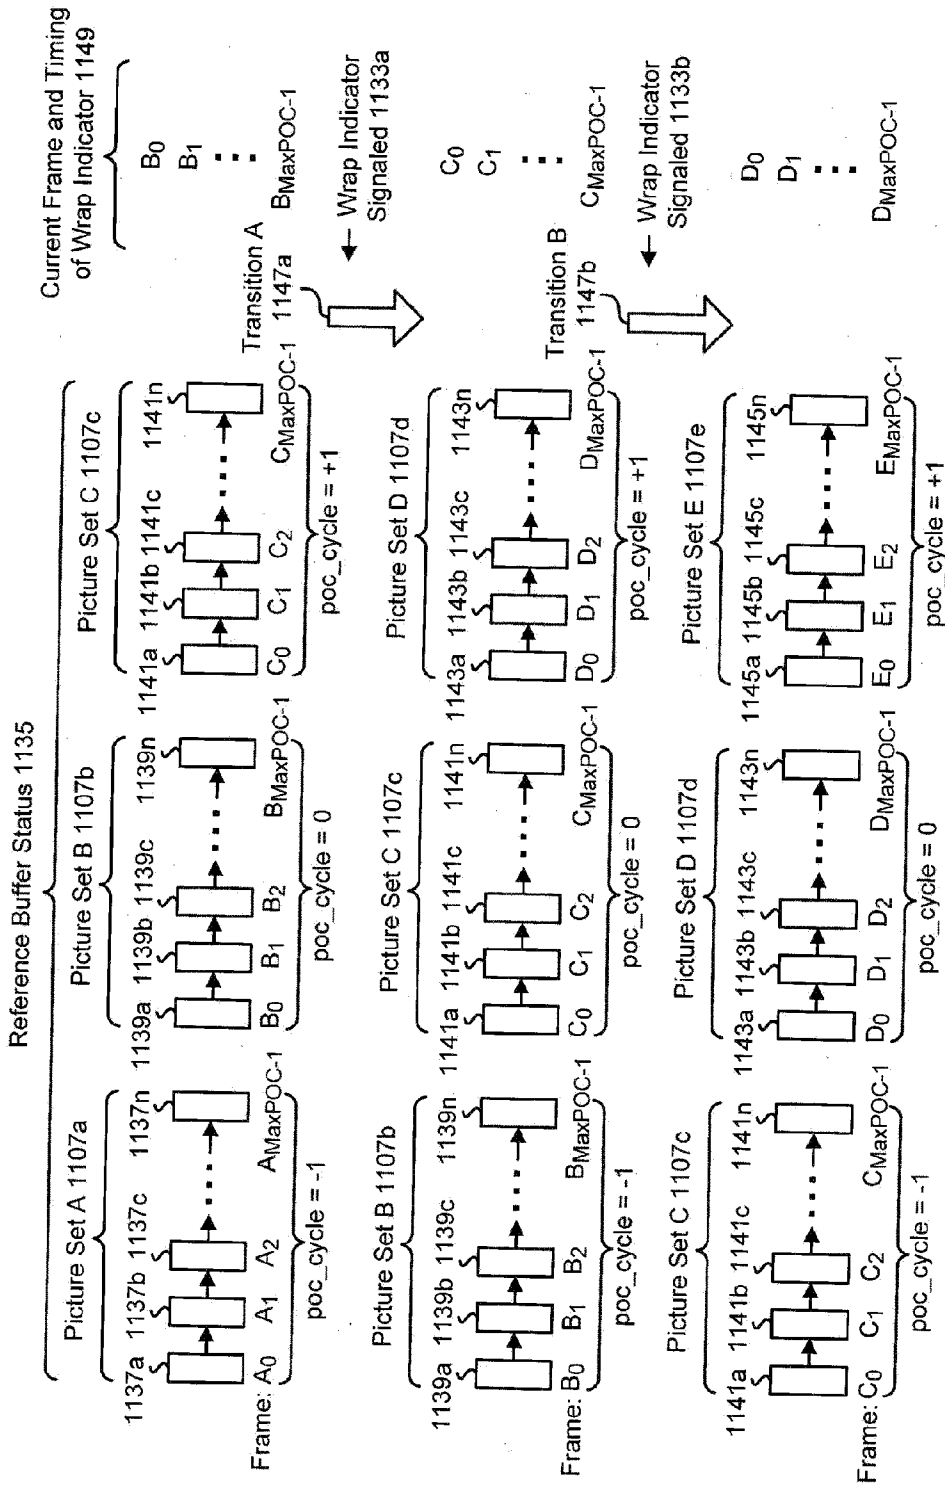 Reference Buffer Status 1135
Current Frame and Timing
of Wrap Indicator 1149
Picture Set A 1107a
Picture Set B 1107b
Picture Set C 1107c
1137a 1137b 1137c 1137n
1139a 1139b 1139c 1139n
1141a 1141b 1141c 1141n
Frame: A0 A1 A2 AMaxPOC-1
B0 B1 B2 BMaxPOC-1
C0 C1 C2 CMaxPOC-1
poc_cycle = -1
poc_cycle = 0
poc_cycle = +1
B0
B1
BMaxPOC-1
Transition A
1147a
Wrap Indicator
Signaled 1133a
Picture Set B 1107b
Picture Set C 1107c
Picture Set D 1107d
1139a 1139b 1139c 1139n
1141a 1141b 1141c 1141n
1143a 1143b 1143c 1143n
Frame: B0 B1 B2 BMaxPOC-1
C0 C1 C2 CMaxPOC-1
D0 D1 D2 DMaxPOC-1
poc_cycle = -1
poc_cycle = 0
poc_cycle = +1
C0
C1
CMaxPOC-1
Transition B
1147b
Wrap Indicator
Signaled 1133b
Picture Set C 1107c
Picture Set D 1107d
Picture Set E 1107e
1141a 1141b 1141c 1141n
1143a 1143b 1143c 1143n
1145a 1145b 1145c 1145n
Frame: C0 C1 C2 CMaxPOC-1
D0 D1 D2 DMaxPOC-1
E0 E1 E2 EMaxPOC-1
poc_cycle = -1
poc_cycle = 0
poc_cycle = +1
D0
D1
DMaxPOC-1